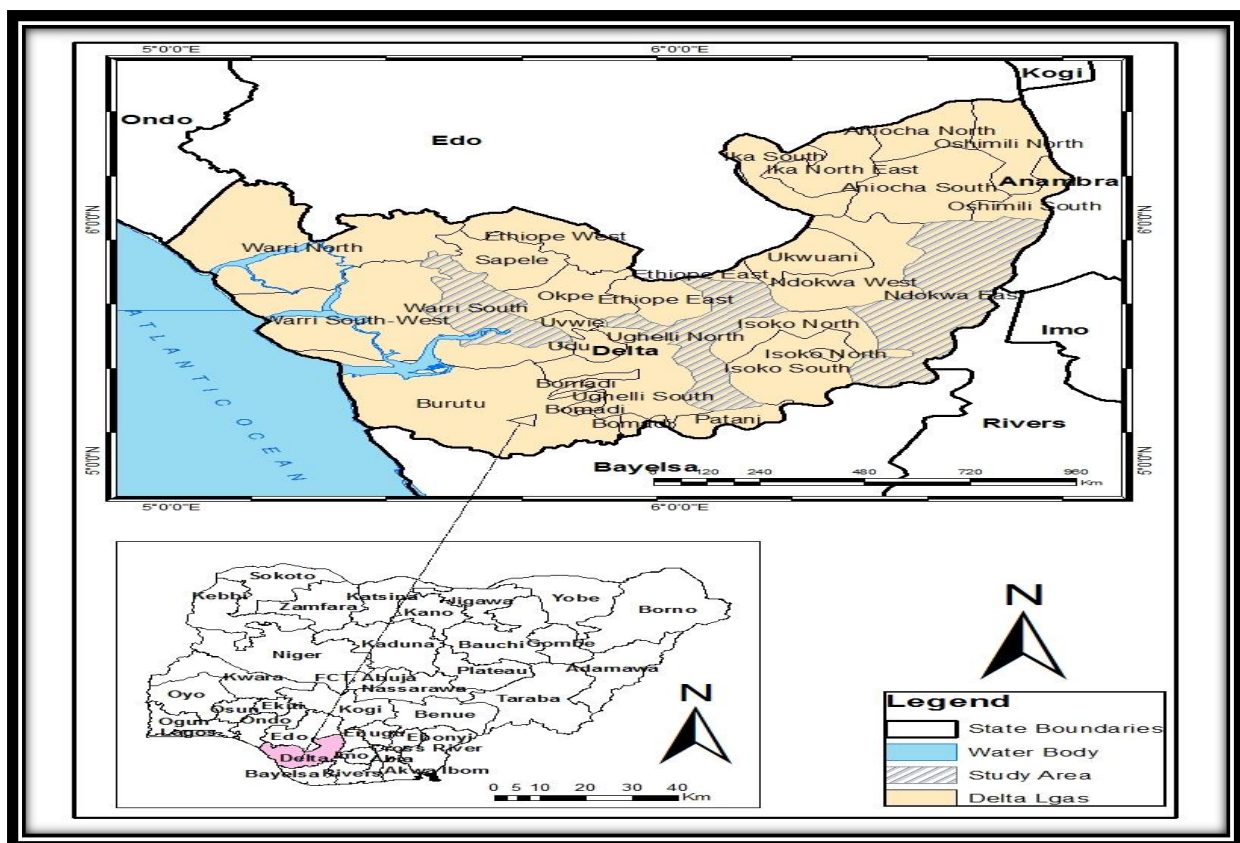 5°0'0"E 6°0'0"E
Kogi
Ondo
Edo
Aniocha North
Oshimili North
Ika South
Ika North East
Anambra
Aniocha South
Oshimili South
6°0'0"N
6°0'0"N
Ethiope West
Warri North
Sapele
Ukwuani
Ethiope East
Ndokwa West
Okpe
Ethiope East
Ndokwa East
Warri South
Warri South-West
Uvwie
Isoko North
Ughelli North
Imo
Udu
Delta
Isoko North
Isoko South
ATLANTIC OCEAN
Bomadi
Ughelli South
Burutu
Bomadi
Bomadi
Patani
Rivers
5°0'0"N
5°0'0"N
Bayelsa
0 120 240 480 720 960
Km
5°0'0"E 6°0'0"E
Sokoto
Kebbi
Katsina
Jigawa
Yobe
Zamfara
Kano
Borno
Kaduna
Bauchi
Gombe
Niger
Plateau
Adamawa
Kwara
FCT, Abuja
Nassarawa
Taraba
Oyo
Osun
Ekiti
Kogi
Benue
Ogun
Ondo
Lagos
Edo
Enugu
Ebonyi
Cross River
Delta
Imo
Abia
Bayelsa
Rivers
Akwa Ibom
0 5 10 20 30 40
Km
N
N
Legend
State Boundaries
Water Body
Study Area
Delta Lgas